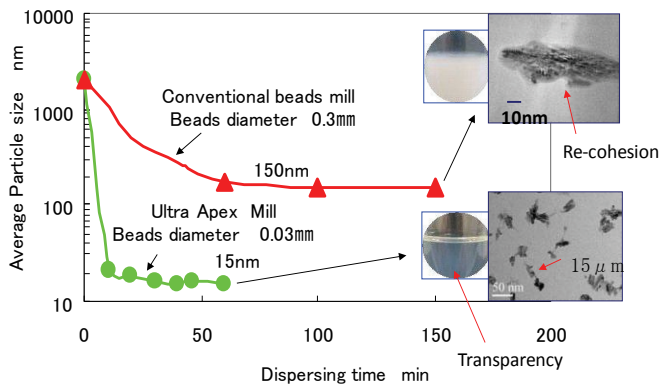 10000
1000
100
10
Average Particle size nm
0
50
100
150
200
Dispersing time min
Conventional beads mill
Beads diameter 0.3mm
150nm
Ultra Apex Mill
Beads diameter 0.03mm
15nm
10nm
Re-cohesion
15μm
50 nm
Transparency